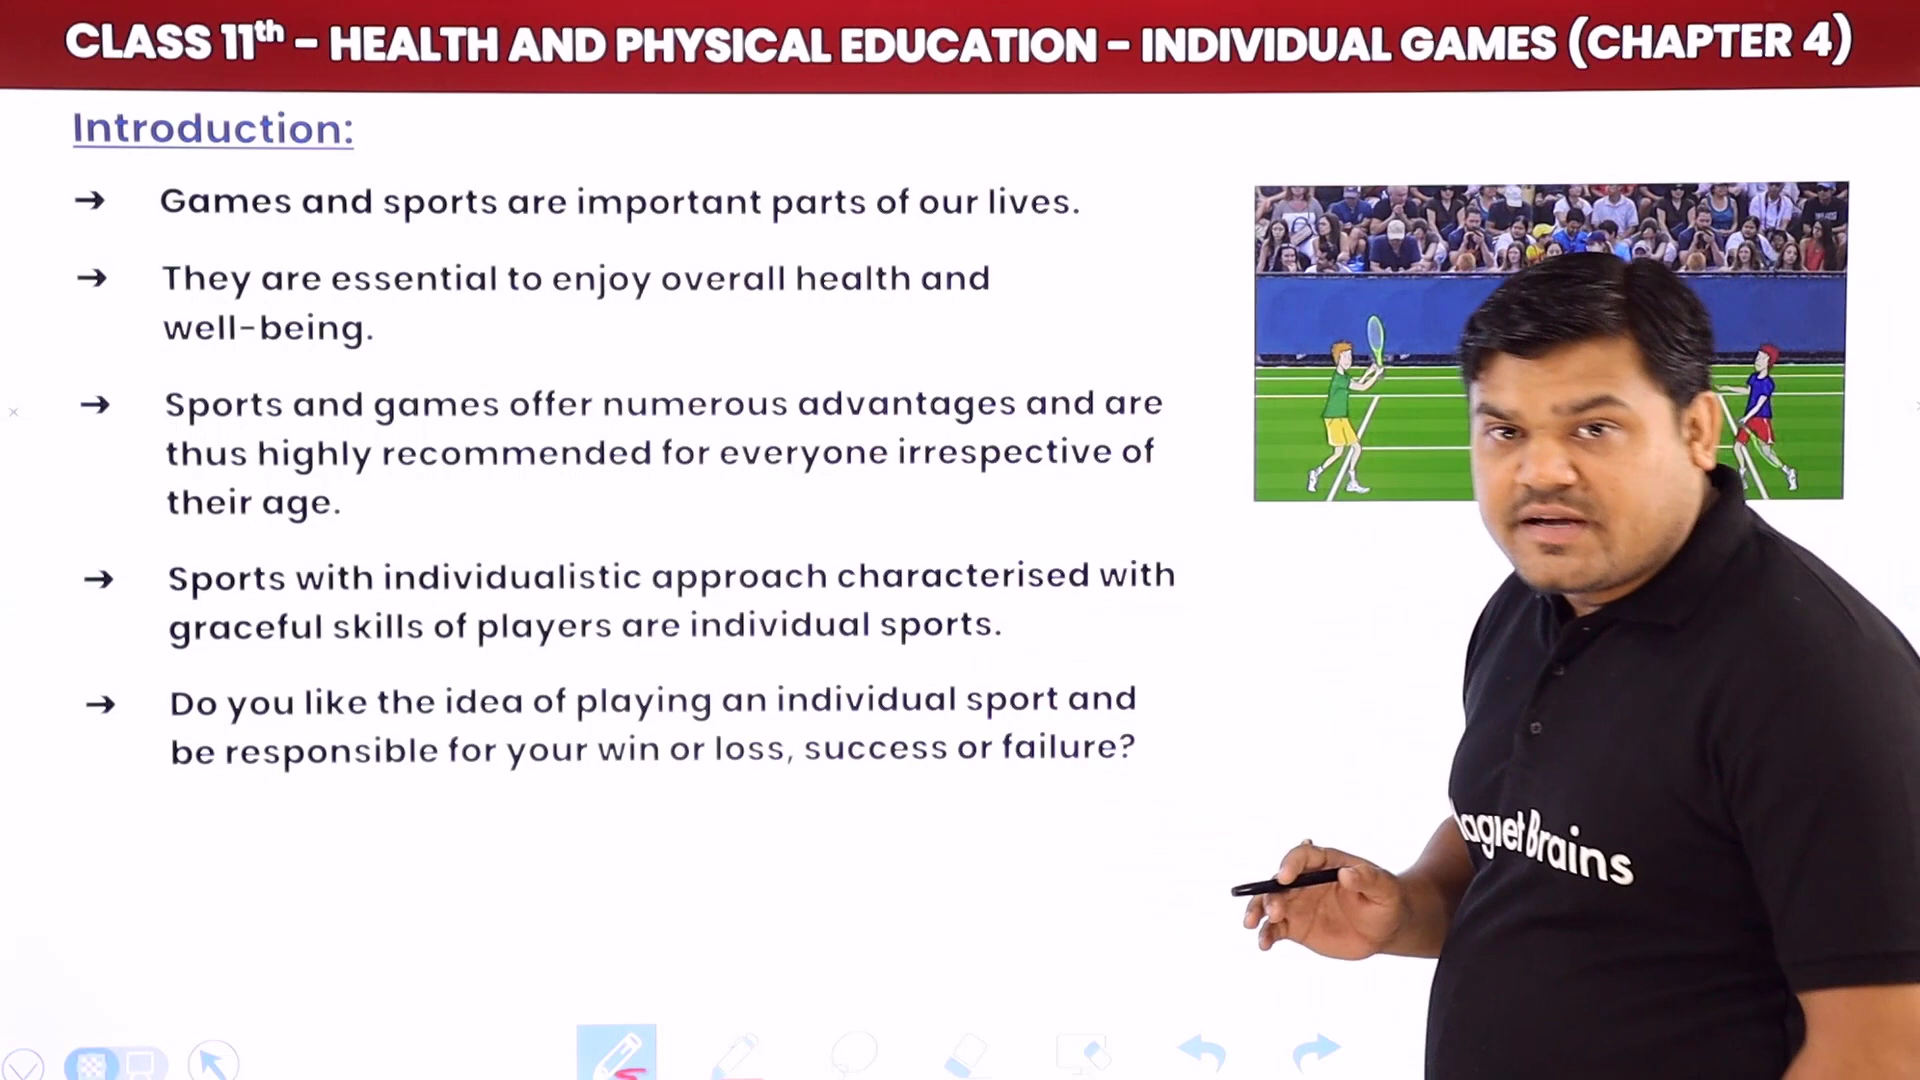 CLASS 11th - HEALTH AND PHYSICAL EDUCATION - INDIVIDUAL GAMES (CHAPTER 4)
Introduction:
→ Games and sports are important parts of our lives.
→ They are essential to enjoy overall health and
well-being.
→ Sports and games offer numerous advantages and are
thus highly recommended for everyone irrespective of
their age.
→ Sports with individualistic approach characterised with
graceful skills of players are individual sports.
→ Do you like the idea of playing an individual sport and
be responsible for your win or loss, success or failure?
agnet Brains